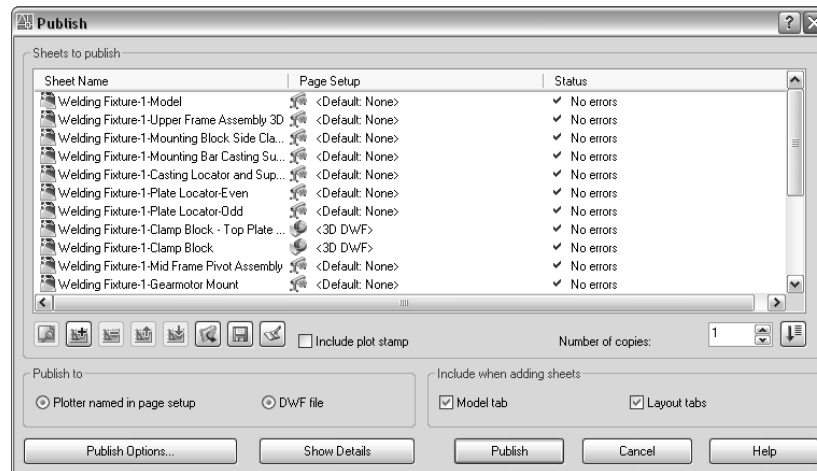 Publish
Sheets to publish
Sheet Name Page Setup Status
Welding Fixture-1-Model <Default: None> No errors
Welding Fixture-1-Upper Frame Assembly 3D <Default: None> No errors
Welding Fixture-1-Mounting Block Side Cla... <Default: None> No errors
Welding Fixture-1-Mounting Bar Casting Su... <Default: None> No errors
Welding Fixture-1-Casting Locator and Sup... <Default: None> No errors
Welding Fixture-1-Plate Locator-Even <Default: None> No errors
Welding Fixture-1-Plate Locator-Odd <Default: None> No errors
Welding Fixture-1-Clamp Block - Top Plate ... <3D DWF> No errors
Welding Fixture-1-Clamp Block <3D DWF> No errors
Welding Fixture-1-Mid Frame Pivot Assembly <Default: None> No errors
Welding Fixture-1-Gearmotor Mount <Default: None> No errors
Include plot stamp Number of copies: 1
Publish to Include when adding sheets
Plotter named in page setup DWF file Model tab Layout tabs
Publish Options... Show Details Publish Cancel Help